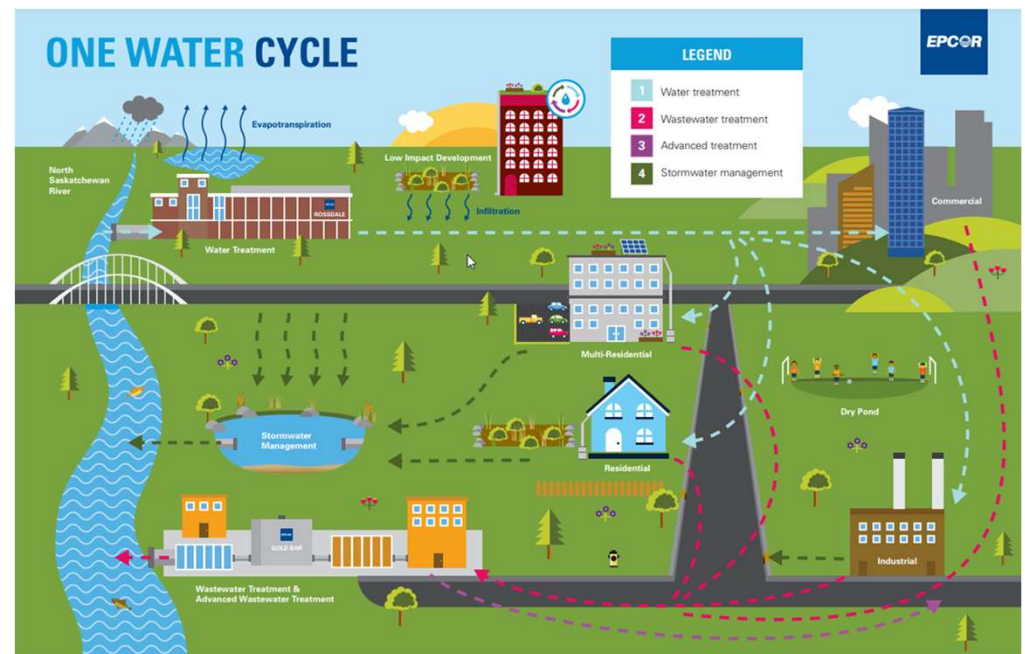 ONE WATER CYCLE
EPCOR
LEGEND
1 Water treatment
2 Wastewater treatment
3 Advanced treatment
4 Stormwater management
Evapotranspiration
North
Saskatchewan
River
Low Impact Development
Infiltration
EPCOR
ROSSDALE
Water Treatment
Commercial
Multi-Residential
Dry Pond
Stormwater
Management
Residential
EPCOR
GOLD BAR
Industrial
Wastewater Treatment &
Advanced Wastewater Treatment